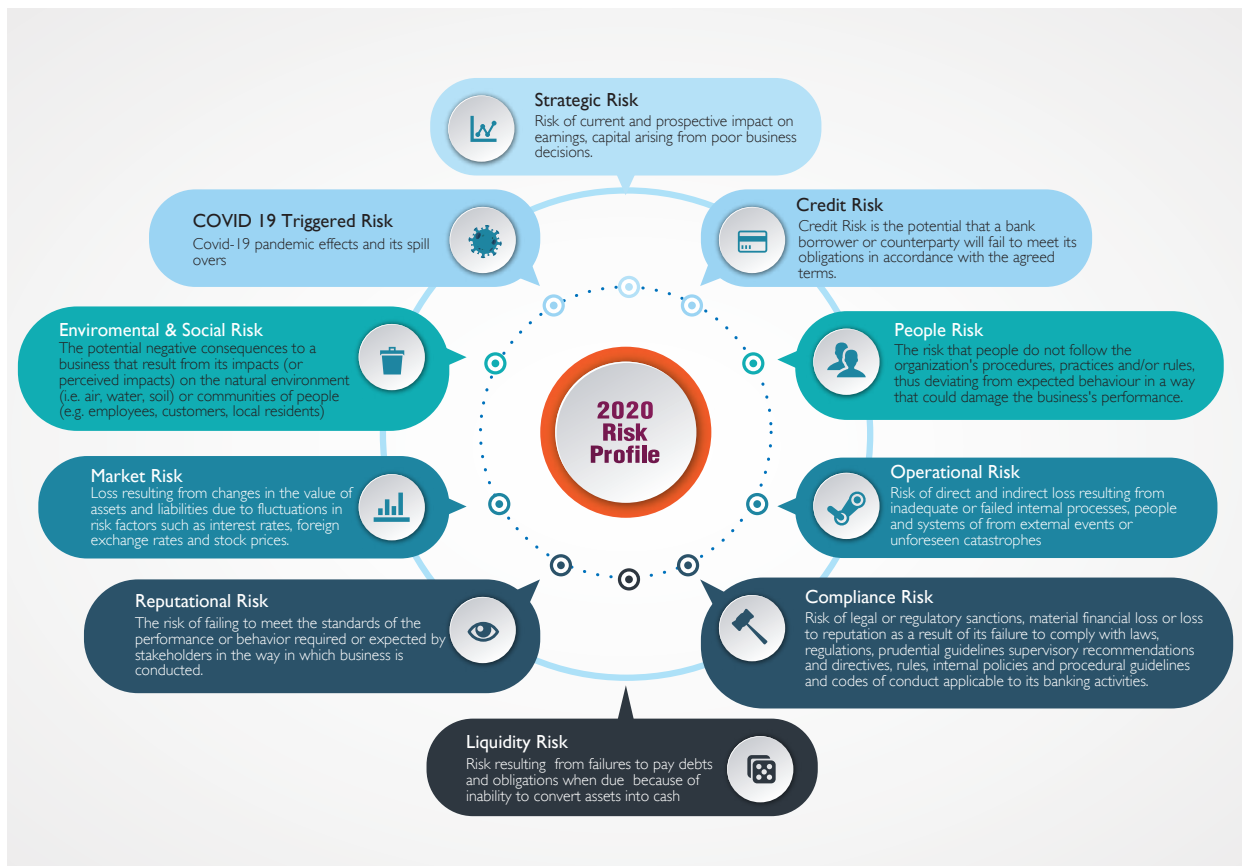 Strategic Risk
Risk of current and prospective impact on
earnings, capital arising from poor business
decisions.
COVID 19 Triggered Risk
Covid-19 pandemic effects and its spill
overs
Credit Risk
Credit Risk is the potential that a bank
borrower or counterparty will fail to meet its
obligations in accordance with the agreed
terms.
Enviromental & Social Risk
The potential negative consequences to a
business that result from its impacts (or
perceived impacts) on the natural environment
(i.e. air, water, soil) or communities of people
(e.g. employees, customers, local residents)
People Risk
The risk that people do not follow the
organization's procedures, practices and/or rules,
thus deviating from expected behaviour in a way
that could damage the business's performance.
2020
Risk
Profile
Market Risk
Loss resulting from changes in the value of
assets and liabilities due to fluctuations in
risk factors such as interest rates, foreign
exchange rates and stock prices.
Operational Risk
Risk of direct and indirect loss resulting from
inadequate or failed internal processes, people
and systems of from external events or
unforeseen catastrophes
Reputational Risk
The risk of failing to meet the standards of the
performance or behavior required or expected by
stakeholders in the way in which business is
conducted.
Compliance Risk
Risk of legal or regulatory sanctions, material financial loss or loss
to reputation as a result of its failure to comply with laws,
regulations, prudential guidelines supervisory recommendations
and directives, rules, internal policies and procedural guidelines
and codes of conduct applicable to its banking activities.
Liquidity Risk
Risk resulting from failures to pay debts
and obligations when due because of
inability to convert assets into cash